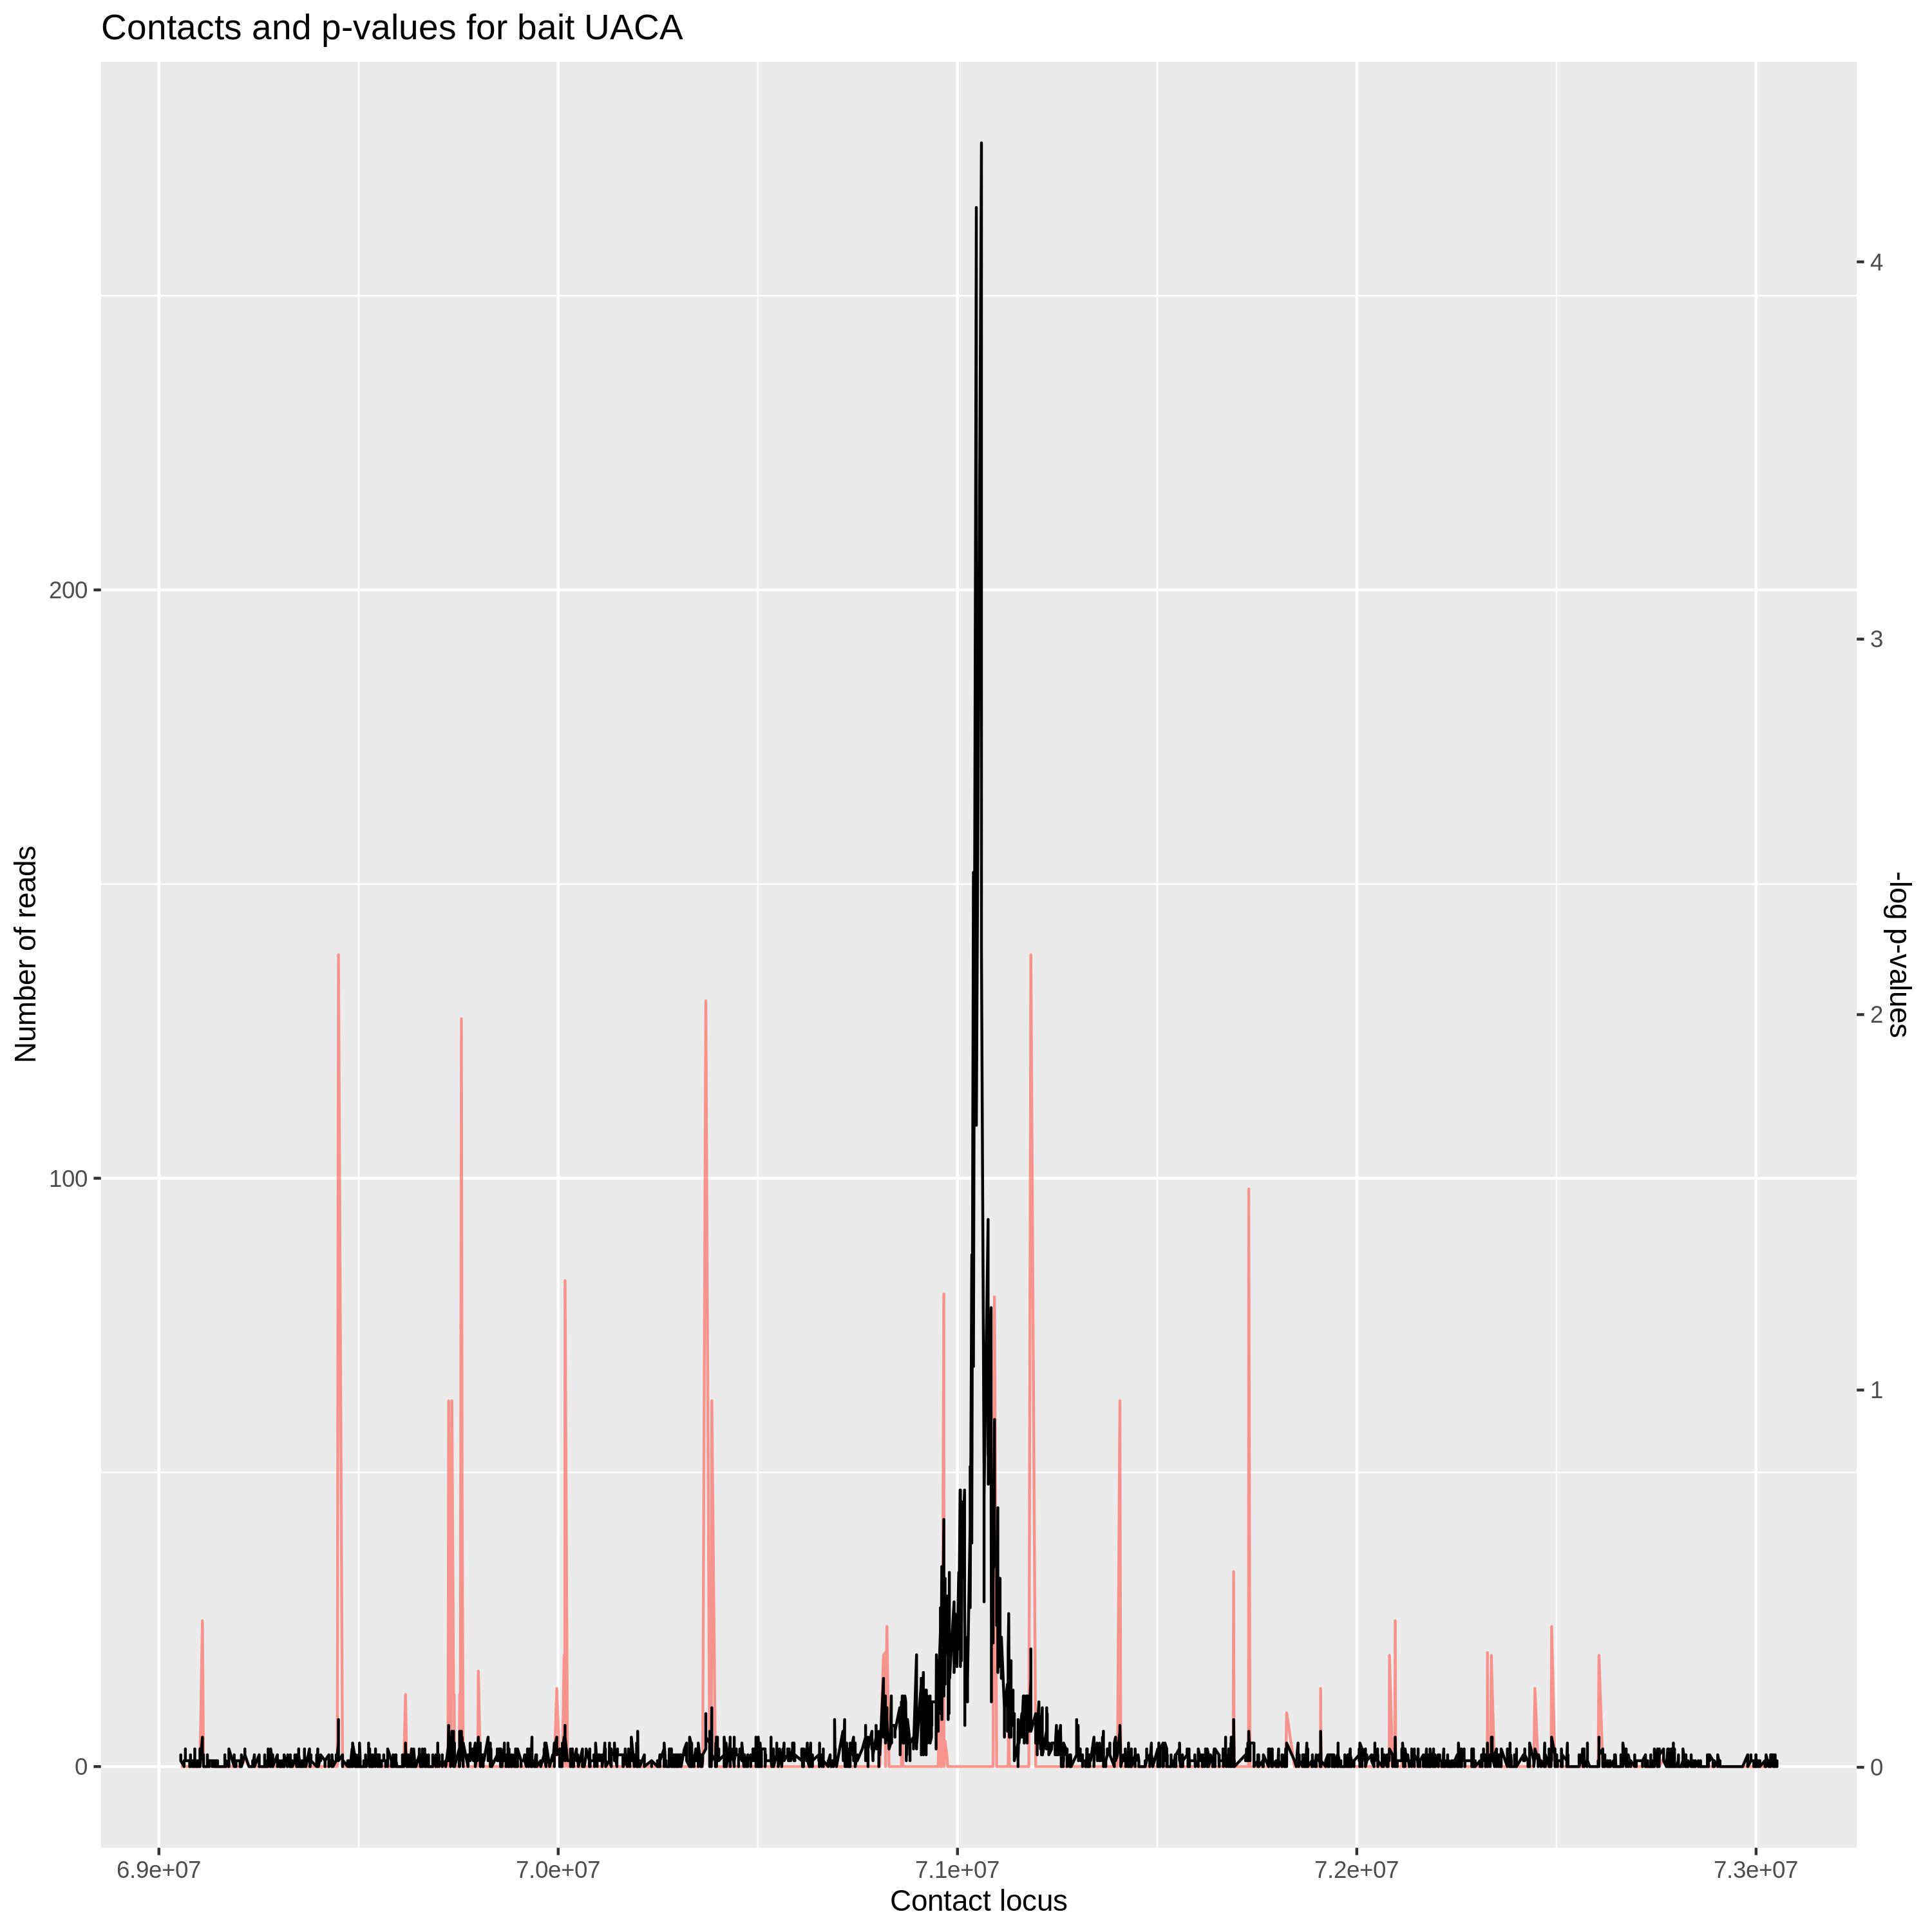 Contacts and p-values for bait UACA
Number of reads
200
100
0
4
3
2
1
0
-log p-values
6.9e+07
7.0e+07
7.1e+07
7.2e+07
7.3e+07
Contact locus